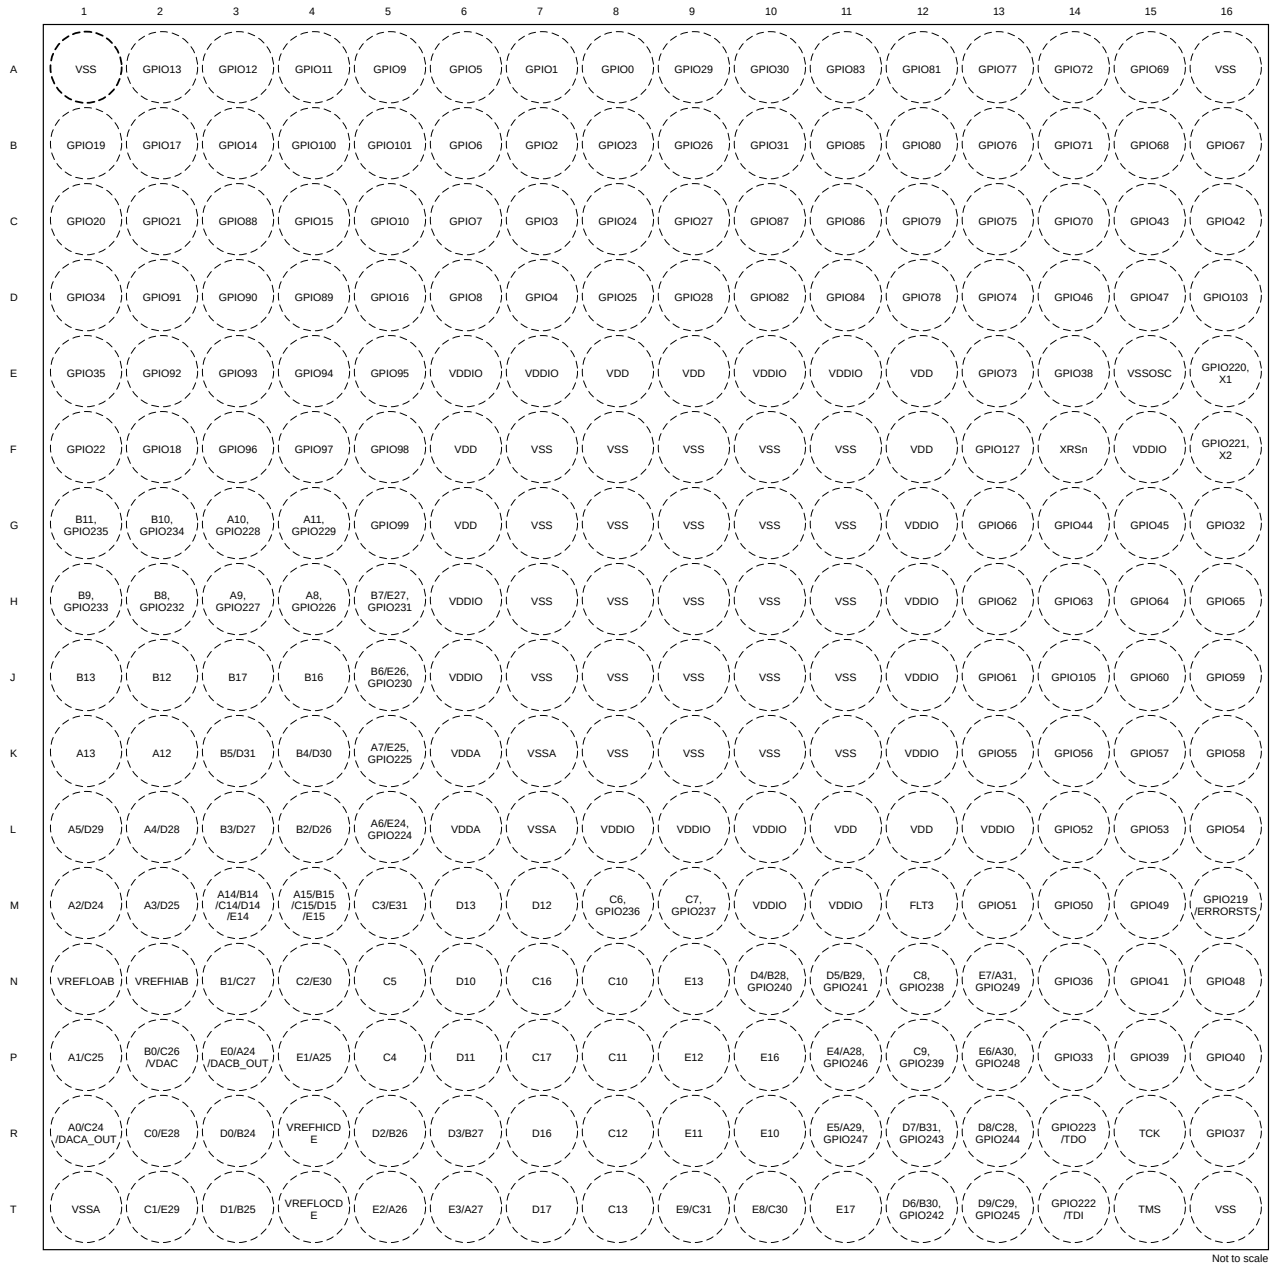 1 2 3 4 5 6 7 8 9 10 11 12 13 14 15 16
A VSS GPIO13 GPIO12 GPIO11 GPIO9 GPIO5 GPIO1 GPIO0 GPIO29 GPIO30 GPIO83 GPIO81 GPIO77 GPIO72 GPIO69 VSS
B GPIO19 GPIO17 GPIO14 GPIO100 GPIO101 GPIO6 GPIO2 GPIO23 GPIO26 GPIO31 GPIO85 GPIO80 GPIO76 GPIO71 GPIO68 GPIO67
C GPIO20 GPIO21 GPIO88 GPIO15 GPIO10 GPIO7 GPIO3 GPIO24 GPIO27 GPIO87 GPIO86 GPIO79 GPIO75 GPIO70 GPIO43 GPIO42
D GPIO34 GPIO91 GPIO90 GPIO89 GPIO16 GPIO8 GPIO4 GPIO25 GPIO28 GPIO82 GPIO84 GPIO78 GPIO74 GPIO46 GPIO47 GPIO103
E GPIO35 GPIO92 GPIO93 GPIO94 GPIO95 VDDIO VDDIO VDD VDD VDDIO VDDIO VDD GPIO73 GPIO38 VSSOSC GPIO220, X1
F GPIO22 GPIO18 GPIO96 GPIO97 GPIO98 VDD VSS VSS VSS VSS VSS VDD GPIO127 XRSn VDDIO GPIO221, X2
G B11, GPIO235 B10, GPIO234 A10, GPIO228 A11, GPIO229 GPIO99 VDD VSS VSS VSS VSS VSS VDDIO GPIO66 GPIO44 GPIO45 GPIO32
H B9, GPIO233 B8, GPIO232 A9, GPIO227 A8, GPIO226 B7/E27, GPIO231 VDDIO VSS VSS VSS VSS VSS VDDIO GPIO62 GPIO63 GPIO64 GPIO65
J B13 B12 B17 B16 B6/E26, GPIO230 VDDIO VSS VSS VSS VSS VSS VDDIO GPIO61 GPIO105 GPIO60 GPIO59
K A13 A12 B5/D31 B4/D30 A7/E25, GPIO225 VDDA VSSA VSS VSS VSS VSS VDDIO GPIO55 GPIO56 GPIO57 GPIO58
L A5/D29 A4/D28 B3/D27 B2/D26 A6/E24, GPIO224 VDDA VSSA VDDIO VDDIO VDDIO VDD VDD VDDIO GPIO52 GPIO53 GPIO54
M A2/D24 A3/D25 A14/B14 /C14/D14 /E14 A15/B15 /C15/D15 /E15 C3/E31 D13 D12 C6, GPIO236 C7, GPIO237 VDDIO VDDIO FLT3 GPIO51 GPIO50 GPIO49 GPIO219 /ERRORSTS
N VREFLOAB VREFHIAB B1/C27 C2/E30 C5 D10 C16 C10 E13 D4/B28, GPIO240 D5/B29, GPIO241 C8, GPIO238 E7/A31, GPIO249 GPIO36 GPIO41 GPIO48
P A1/C25 B0/C26 /VDAC E0/A24 /DACB_OUT E1/A25 C4 D11 C17 C11 E12 E16 E4/A28, GPIO246 C9, GPIO239 E6/A30, GPIO248 GPIO33 GPIO39 GPIO40
R A0/C24 /DACA_OUT C0/E28 D0/B24 VREFHICD E D2/B26 D3/B27 D16 C12 E11 E10 E5/A29, GPIO247 D7/B31, GPIO243 D8/C28, GPIO244 GPIO223 /TDO TCK GPIO37
T VSSA C1/E29 D1/B25 VREFLOCD E E2/A26 E3/A27 D17 C13 E9/C31 E8/C30 E17 D6/B30, GPIO242 D9/C29, GPIO245 GPIO222 /TDI TMS VSS
Not to scale